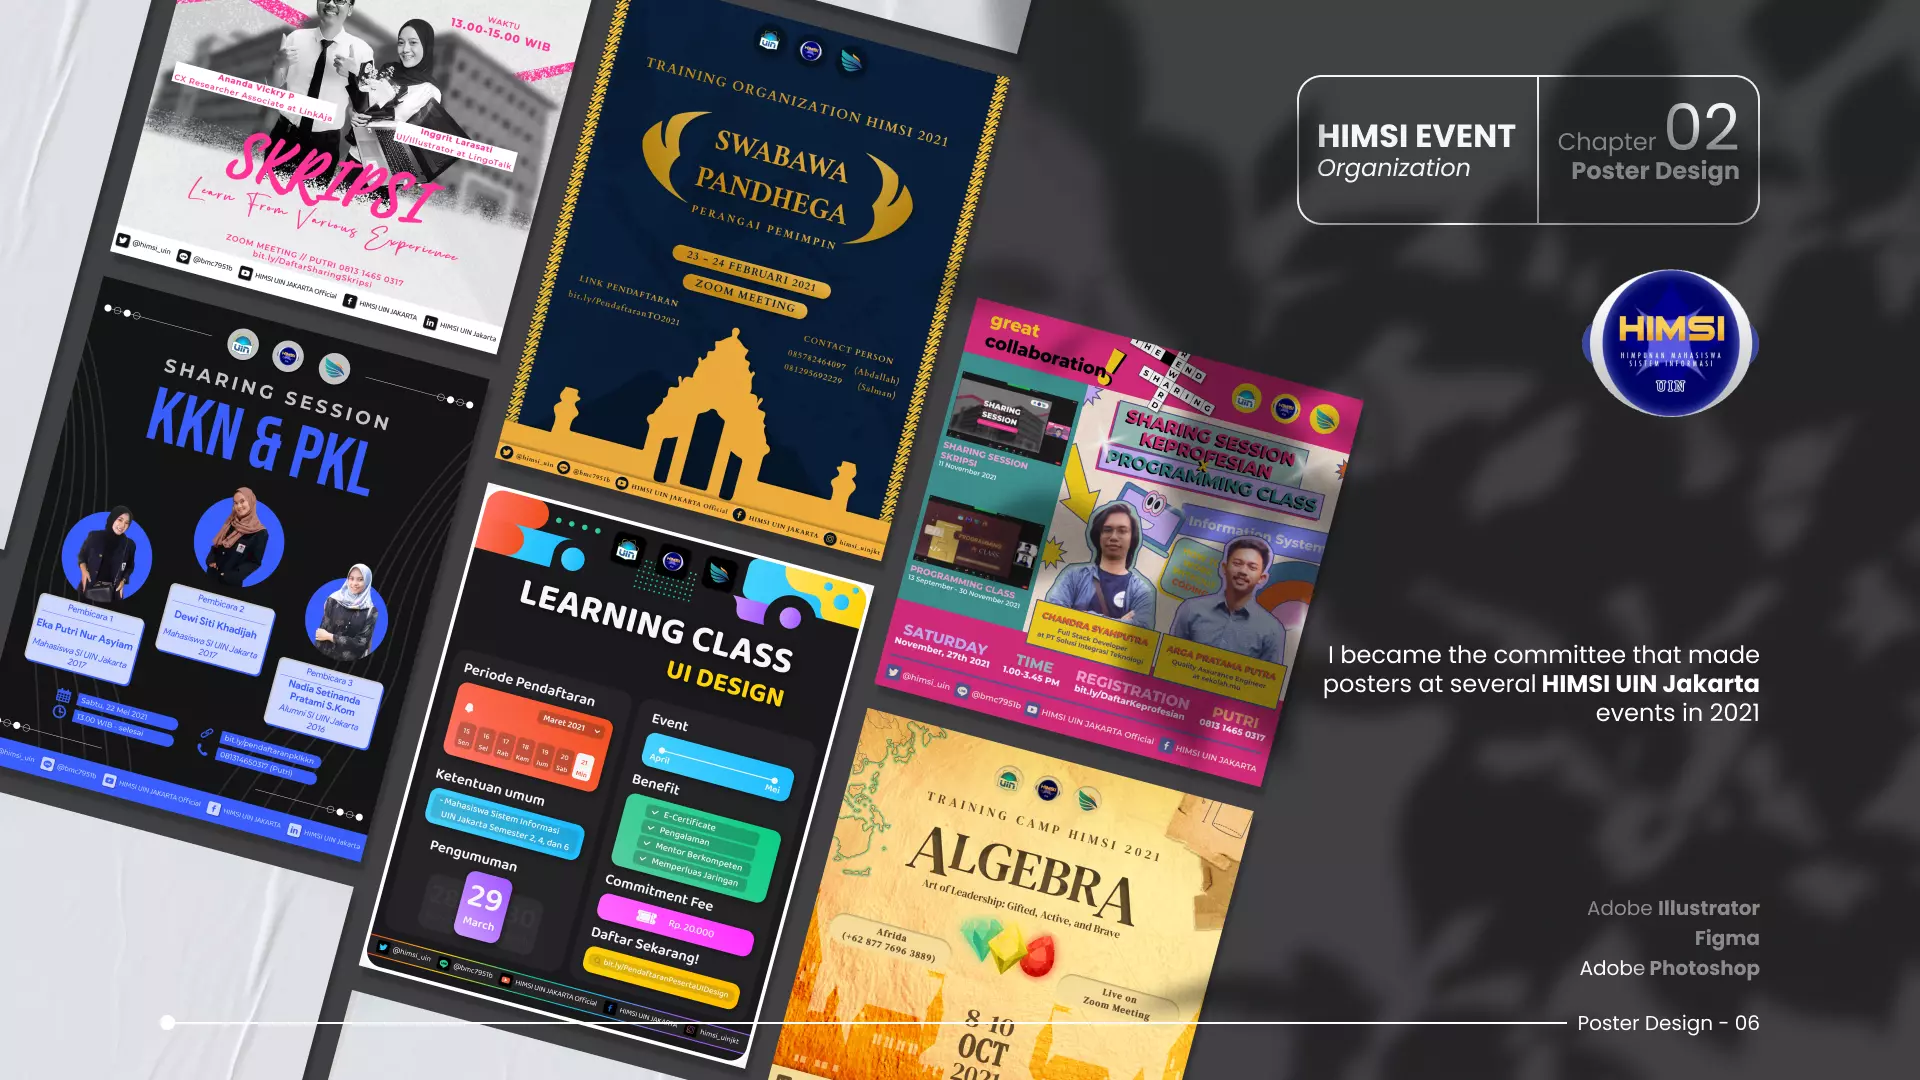 WAKTU
13.00-15.00 WIB
Ananda Vickry P
CX Researcher Associate at LinkAja
Inggrit Larasati
UI/Illustrator at LingoTalk
SKRIPSI
Learn From Various Experience
ZOOM MEETING // PUTRI 0813 1465 0317
bit.ly/DaftarSharingSkripsi
@himsi_uin
@bmc7951b
HIMSI UIN JAKARTA Official
HIMSI UIN JAKARTA
HIMSI UIN Jakarta
uin
HIMSI
TRAINING ORGANIZATION HIMSI 2021
SWABAWA
PANDHEGA
PERANGAI PEMIMPIN
23 - 24 FEBRUARI 2021
ZOOM MEETING
LINK PENDAFTARAN
bit.ly/PendaftaranTO2021
CONTACT PERSON
085782464097 (Abdallah)
081295692229 (Salman)
@himsi_uin
@bmc7951b
HIMSI UIN JAKARTA Official
HIMSI UIN JAKARTA
himsi_uinjkt
uin
SHARING SESSION
KKN & PKL
Pembicara 1
Eka Putri Nur Asyiam
Mahasiswa SI UIN Jakarta
2017
Pembicara 2
Dewi Siti Khadijah
Mahasiswa SI UIN Jakarta
2017
Pembicara 3
Nadia Setinanda
Pratami S.Kom
Alumni SI UIN Jakarta
2016
Sabtu, 22 Mei 2021
13.00 WIB - selesai
bit.ly/pendaftaranpklkkn
081314650317 (Putri)
@bmc7951b
HIMSI UIN JAKARTA Official
HIMSI UIN JAKARTA
HIMSI UIN Jakarta
uin
LEARNING CLASS
UI DESIGN
Periode Pendaftaran
Maret 2021
15 16 17 18 19 20 21
Sen Sel Rab Kam Jum Sab Min
Ketentuan umum
- Mahasiswa Sistem Informasi
UIN Jakarta Semester 2, 4, dan 6
Pengumuman
29
March
Event
April
Mei
Benefit
E-Certificate
Pengalaman
Mentor Berkompeten
Memperluas Jaringan
Commitment Fee
Rp. 20.000
Daftar Sekarang!
bit.ly/PendaftaranPesertaUIDesign
@himsi_uin
@bmc7951b
HIMSI UIN JAKARTA Official
HIMSI UIN JAKARTA
himsi_uinjkt
great
collaboration!
THE REND
REWIND
SHARING
uin
SHARING SESSION
KEPROFESIAN
X
PROGRAMMING CLASS
SHARING
SESSION
SHARING SESSION
SKRIPSI
11 November 2021
PROGRAMMING
CLASS
PROGRAMMING CLASS
13 September - 30 November 2021
Information System
CHANDRA SYAHPUTRA
Full Stack Developer
at PT Solusi Integrasi Teknologi
ARGA PRATAMA PUTRA
Quality Assurance Engineer
at sekolah.mu
SATURDAY
November, 27th 2021
TIME
1.00-3.45 PM
REGISTRATION
bit.ly/DaftarKeprofesian
PUTRI
0813 1465 0317
@himsi_uin
@bmc7951b
HIMSI UIN JAKARTA Official
HIMSI UIN JAKARTA
uin
TRAINING CAMP HIMSI 2021
ALGEBRA
Art of Leadership: Gifted, Active, and Brave
Afrida
(+62 877 7696 3889)
Live on
Zoom Meeting
8-10
OCT
2021
HIMSI EVENT
Organization
Chapter 02
Poster Design
HIMSI
HIMPUNAN MAHASISWA
SISTEM INFORMASI
UIN
I became the committee that made
posters at several HIMSI UIN Jakarta
events in 2021
Adobe Illustrator
Figma
Adobe Photoshop
Poster Design - 06